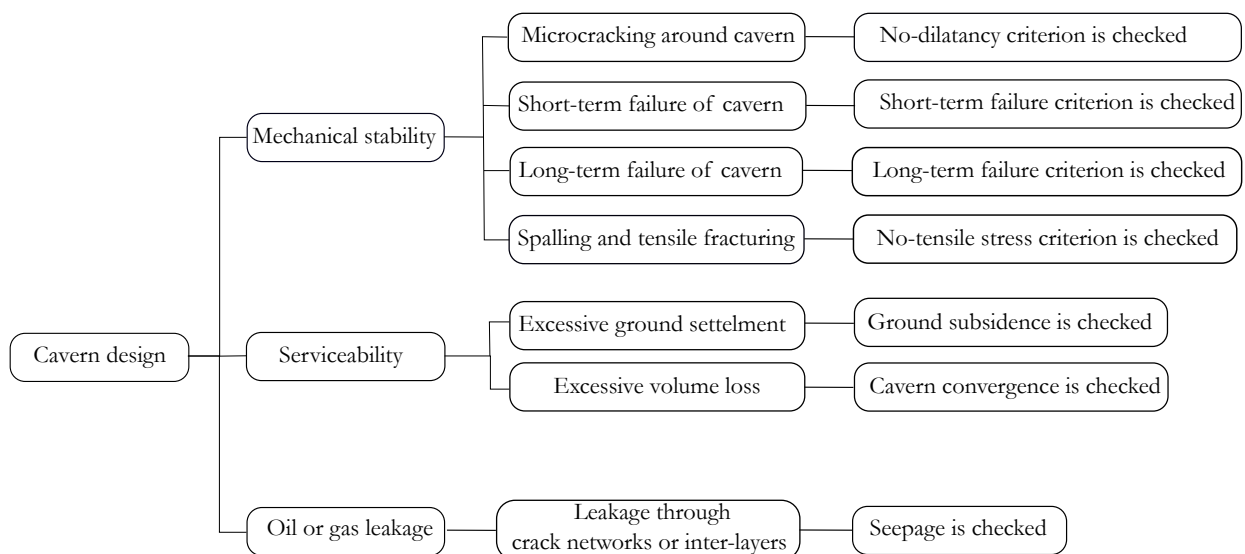 Microcracking around cavern
No-dilatancy criterion is checked
Short-term failure of cavern
Short-term failure criterion is checked
Mechanical stability
Long-term failure of cavern
Long-term failure criterion is checked
Spalling and tensile fracturing
No-tensile stress criterion is checked
Excessive ground settelment
Ground subsidence is checked
Cavern design
Serviceability
Excessive volume loss
Cavern convergence is checked
Oil or gas leakage
Leakage through
crack networks or inter-layers
Seepage is checked